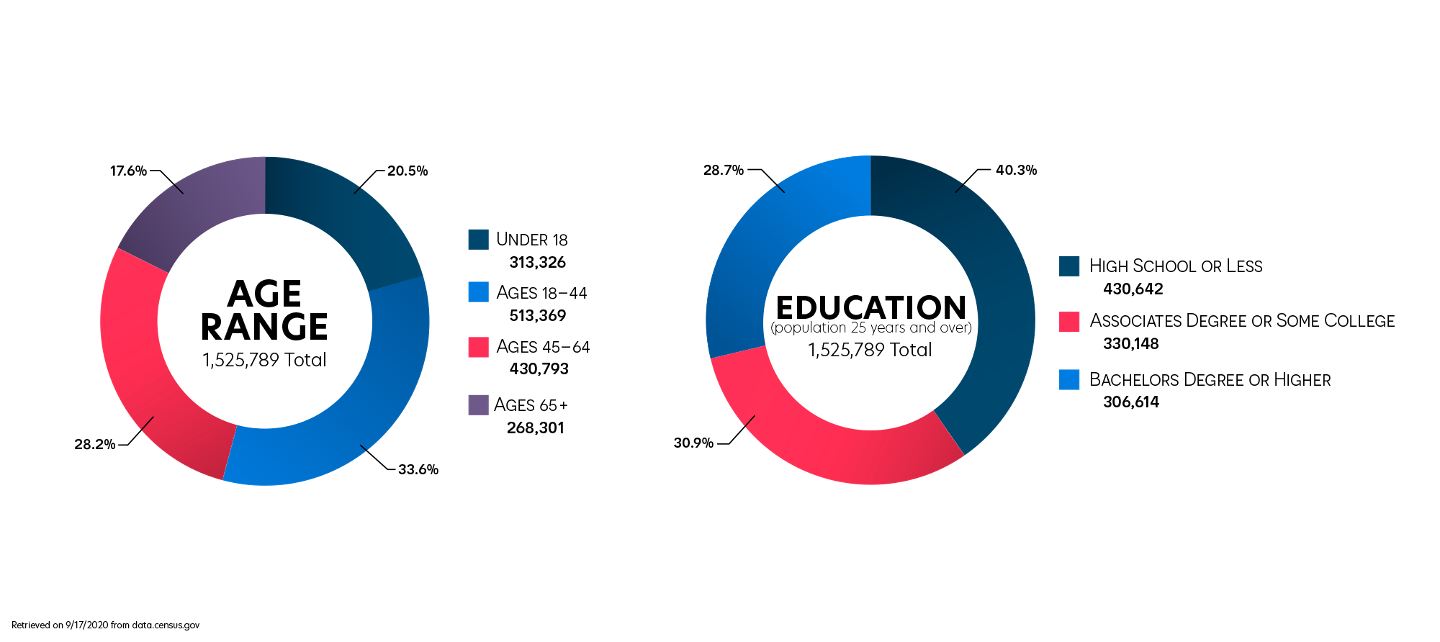 17.6%
20.5%
AGE
RANGE
1,525,789 Total
28.2%
33.6%
UNDER 18
313,326
AGES 18–44
513,369
AGES 45–64
430,793
AGES 65+
268,301
28.7%
40.3%
EDUCATION
(population 25 years and over)
1,525,789 Total
30.9%
HIGH SCHOOL OR LESS
430,642
ASSOCIATES DEGREE OR SOME COLLEGE
330,148
BACHELORS DEGREE OR HIGHER
306,614
Retrieved on 9/17/2020 from data.census.gov